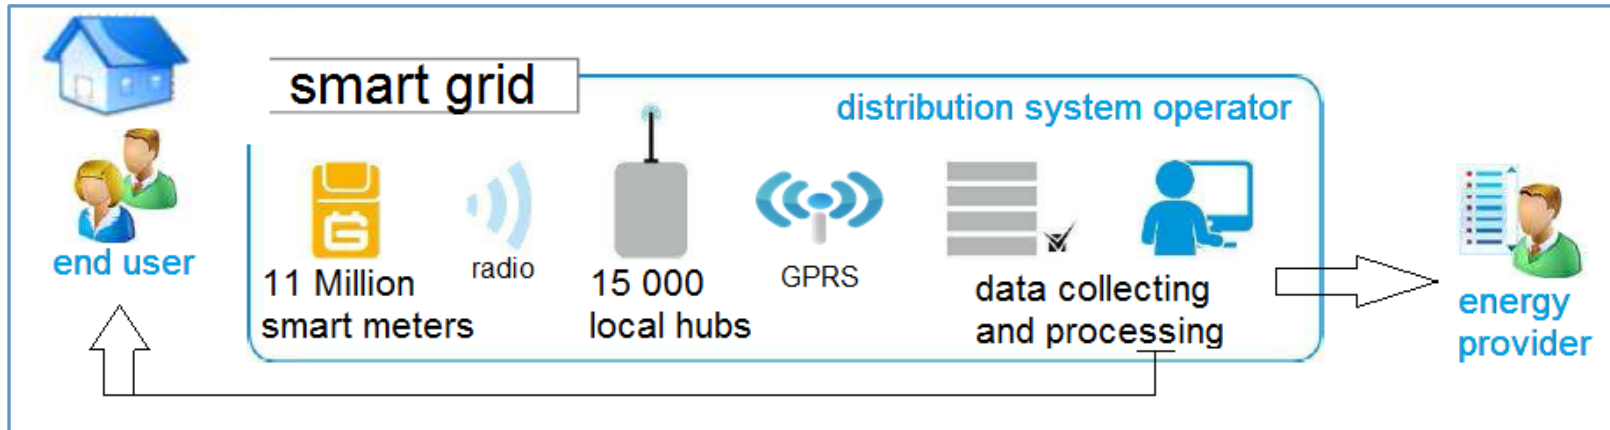 smart grid
distribution system operator
end user
G
11 Million
smart meters
radio
15 000
local hubs
GPRS
data collecting
and processing
energy
provider